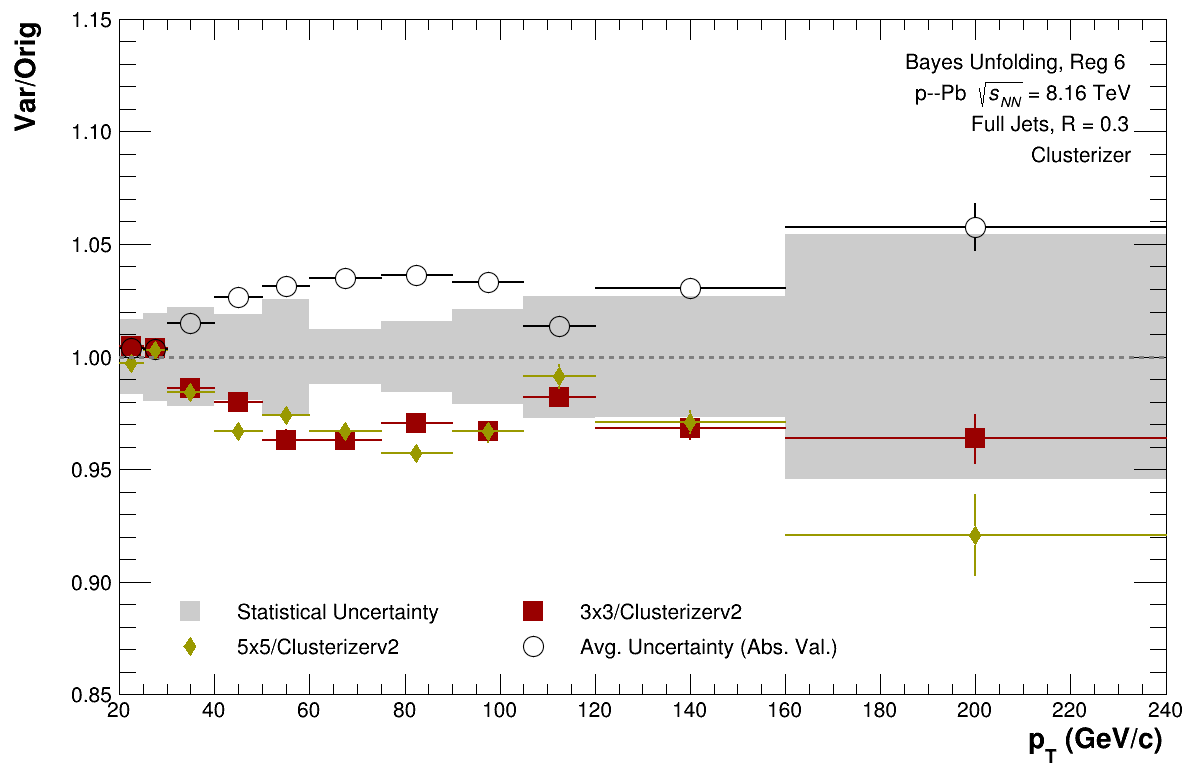 Var/Orig
1.15
1.10
1.05
1.00
0.95
0.90
0.85
Bayes Unfolding, Reg 6
p--Pb √s_NN = 8.16 TeV
Full Jets, R = 0.3
Clusterizer
Statistical Uncertainty
3x3/Clusterizerv2
5x5/Clusterizerv2
Avg. Uncertainty (Abs. Val.)
20 40 60 80 100 120 140 160 180 200 220 240
p_T (GeV/c)